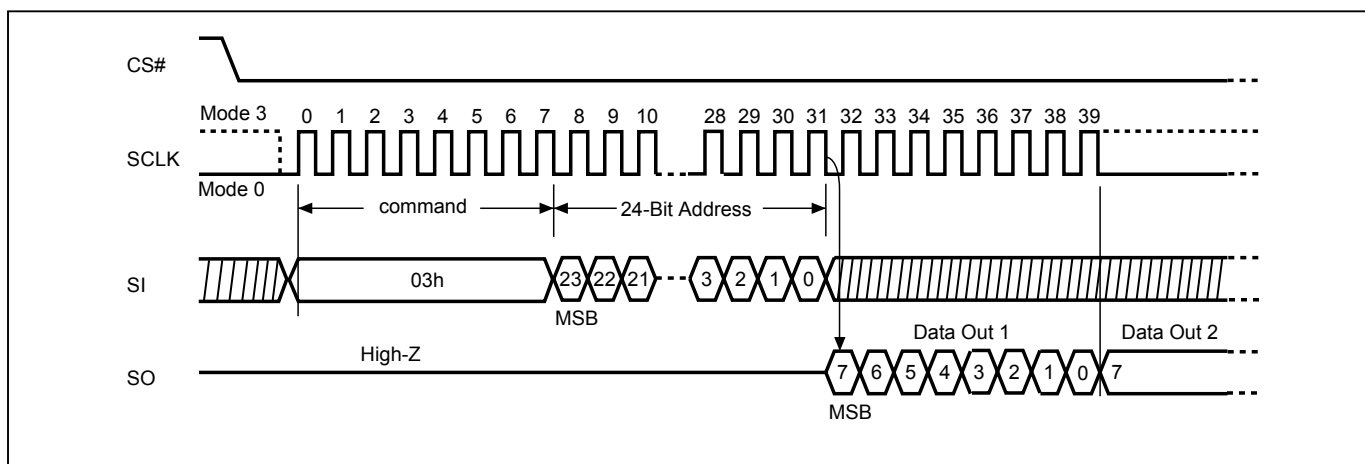 CS#
Mode 3
0 1 2 3 4 5 6 7 8 9 10 28 29 30 31 32 33 34 35 36 37 38 39
SCLK
Mode 0
command
24-Bit Address
SI
03h
23 22 21 3 2 1 0
MSB
Data Out 1
Data Out 2
High-Z
SO
7 6 5 4 3 2 1 0 7
MSB